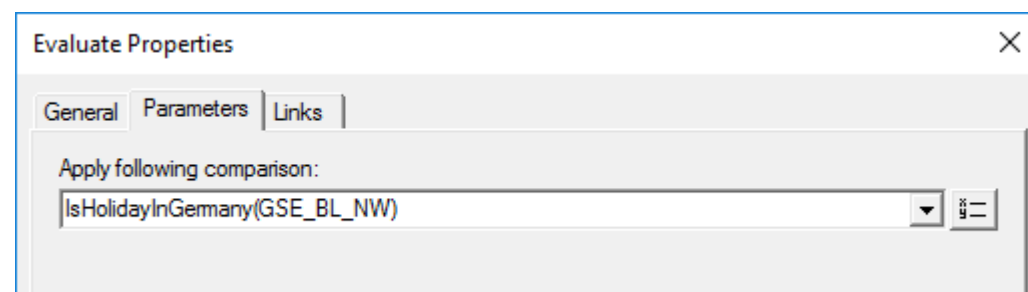 Evaluate Properties
General Parameters Links
Apply following comparison:
IsHolidayInGermany(GSE_BL_NW)